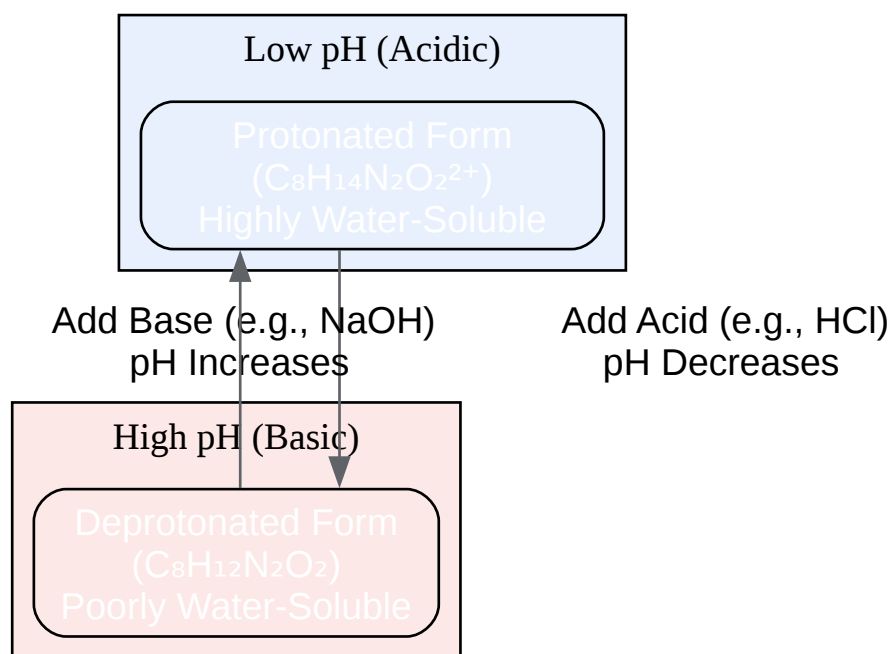 Low pH (Acidic)
Protonated Form
(C₈H₁₄N₂O₂²⁺)
Highly Water-Soluble
Add Base (e.g., NaOH)
pH Increases
Add Acid (e.g., HCl)
pH Decreases
High pH (Basic)
Deprotonated Form
(C₈H₁₂N₂O₂)
Poorly Water-Soluble